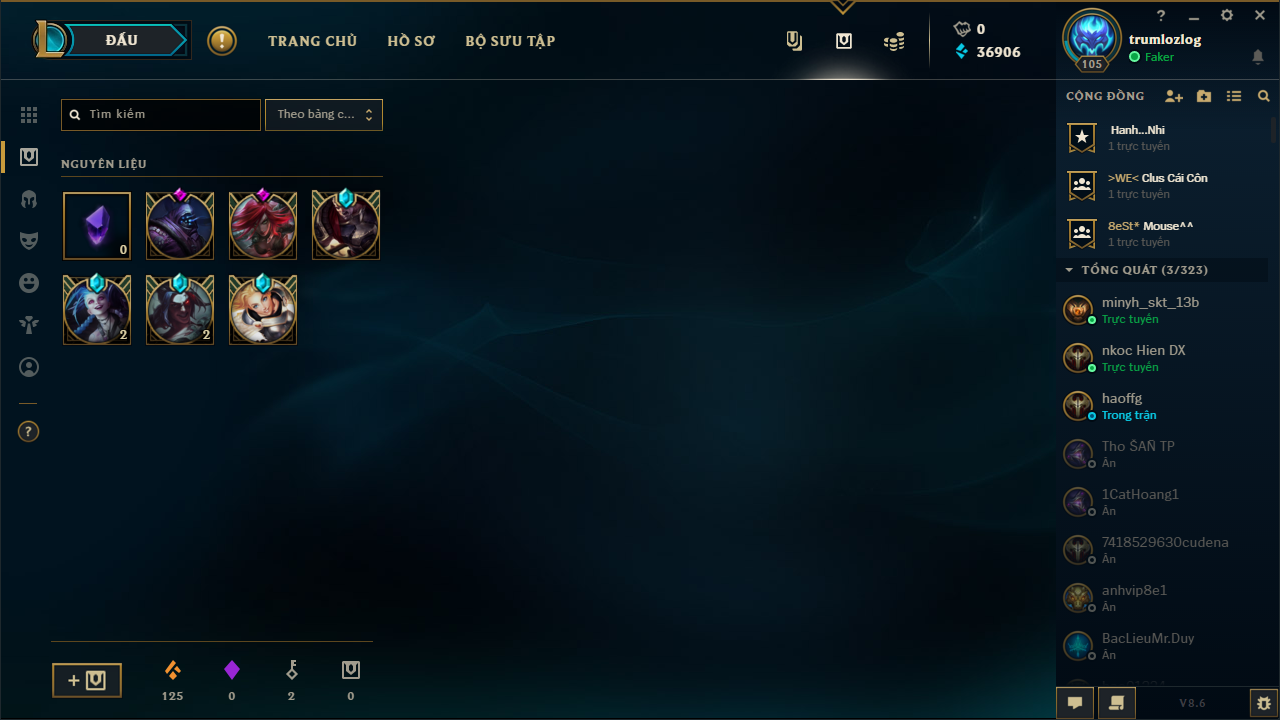 ĐẤU
TRANG CHỦ
HỒ SƠ
BỘ SƯU TẬP
0
36906
?
105
trumlozlog
Faker
CỘNG ĐỒNG
Tìm kiếm
Theo bảng c...
NGUYÊN LIỆU
0
2
2
?
125
0
2
0
Hanh...Nhi
1 trực tuyến
>WE< Clus Cái Côn
1 trực tuyến
8eSt* Mouse^^
1 trực tuyến
TỔNG QUÁT (3/323)
minyh_skt_13b
Trực tuyến
nkoc Hien DX
Trực tuyến
haoffg
Trong trận
Tho ŠAÑ TP
Ẩn
1CatHoang1
Ẩn
7418529630cudena
Ẩn
anhvip8e1
Ẩn
BacLieuMr.Duy
Ẩn
V8.6